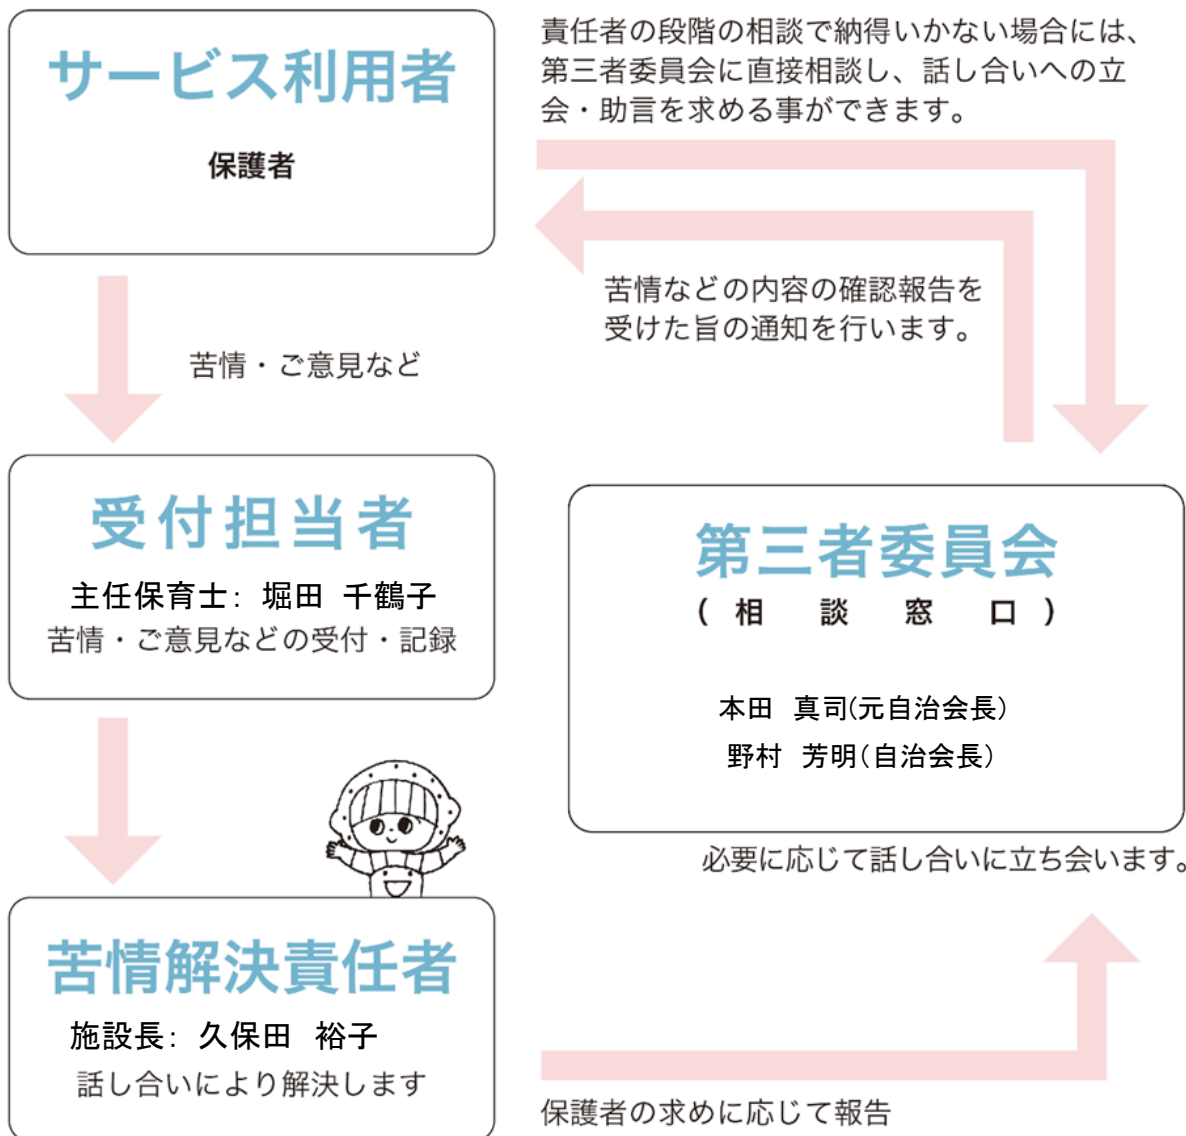 サービス利用者
保護者
責任者の段階の相談で納得いかない場合には、
第三者委員会に直接相談し、話し合いへの立
会・助言を求める事ができます。
苦情などの内容の確認報告を
受けた旨の通知を行います。
苦情・ご意見など
受付担当者
主任保育士： 堀田 千鶴子
苦情・ご意見などの受付・記録
第三者委員会
(相談窓口)
本田 真司(元自治会長)
野村 芳明(自治会長)
必要に応じて話し合いに立ち会います。
苦情解決責任者
施設長： 久保田 裕子
話し合いにより解決します
保護者の求めに応じて報告